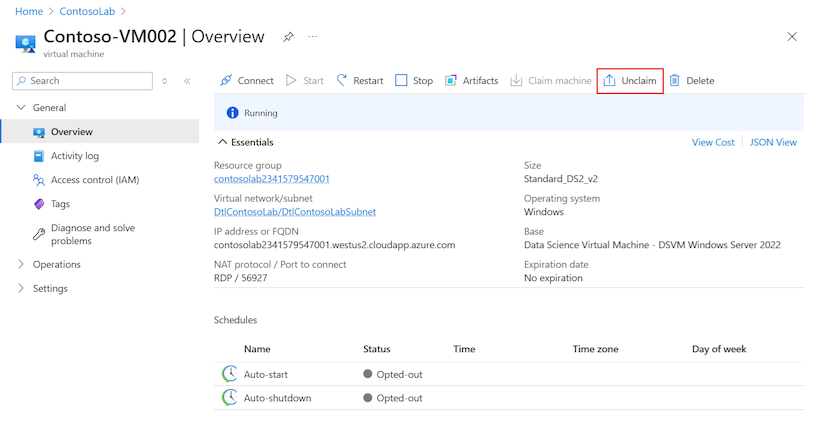 Home > ContosoLab >
Contoso-VM002 | Overview
virtual machine
Search
Connect Start Restart Stop Artifacts Claim machine Unclaim Delete
General
Overview
Activity log
Access control (IAM)
Tags
Diagnose and solve
problems
Operations
Settings
Running
Essentials
View Cost | JSON View
Resource group
contosolab2341579547001
Size
Standard_DS2_v2
Virtual network/subnet
DtlContosoLab/DtlContosoLabSubnet
Operating system
Windows
IP address or FQDN
contosolab2341579547001.westus2.cloudapp.azure.com
Base
Data Science Virtual Machine - DSVM Windows Server 2022
NAT protocol / Port to connect
RDP / 56927
Expiration date
No expiration
Schedules
Name Status Time Time zone Day of week
Auto-start Opted-out
Auto-shutdown Opted-out